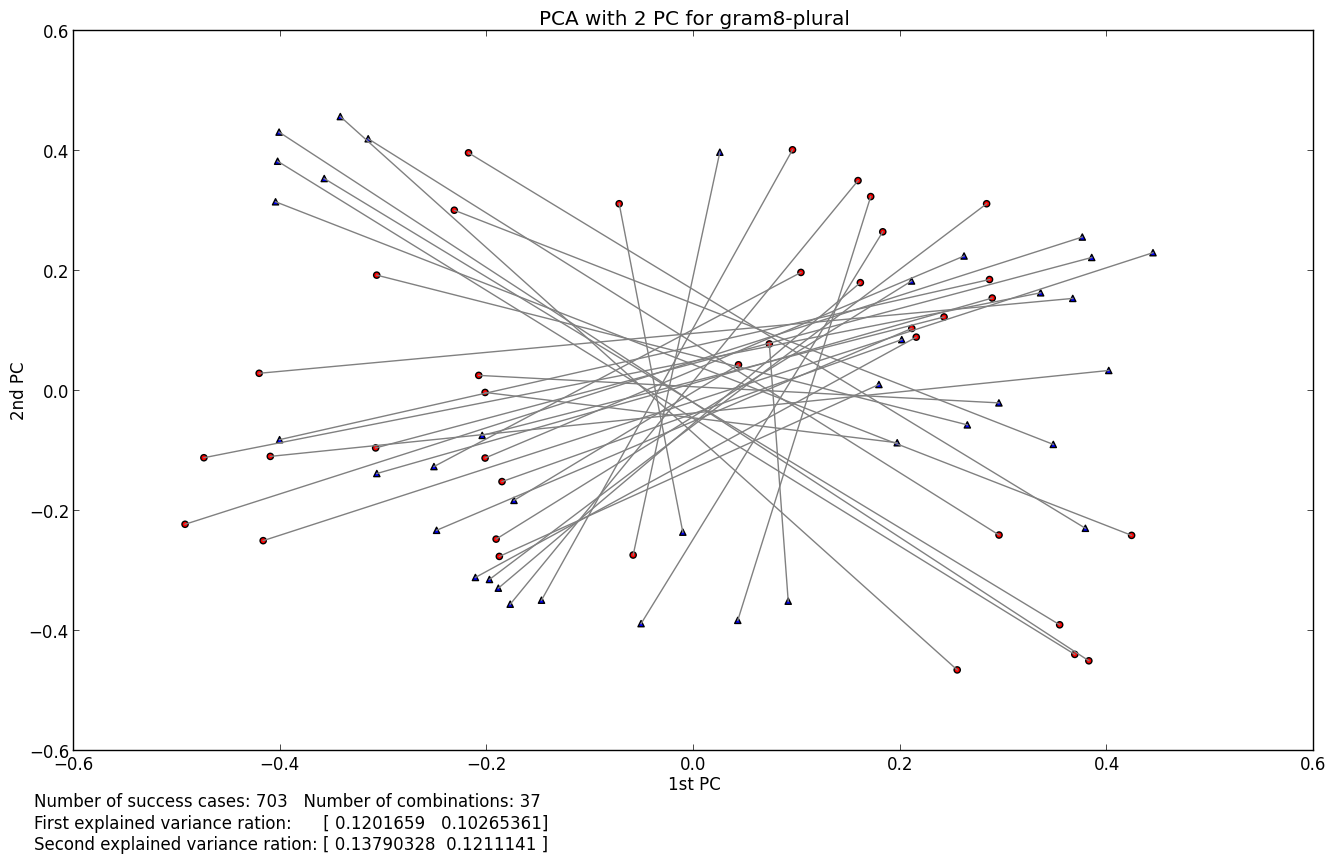 PCA with 2 PC for gram8-plural
0.6
0.4
0.2
0.0
−0.2
−0.4
−0.6
2nd PC
−0.6 −0.4 −0.2 0.0 0.2 0.4 0.6
1st PC
Number of success cases: 703 Number of combinations: 37
First explained variance ration: [ 0.1201659 0.10265361]
Second explained variance ration: [ 0.13790328 0.1211141 ]